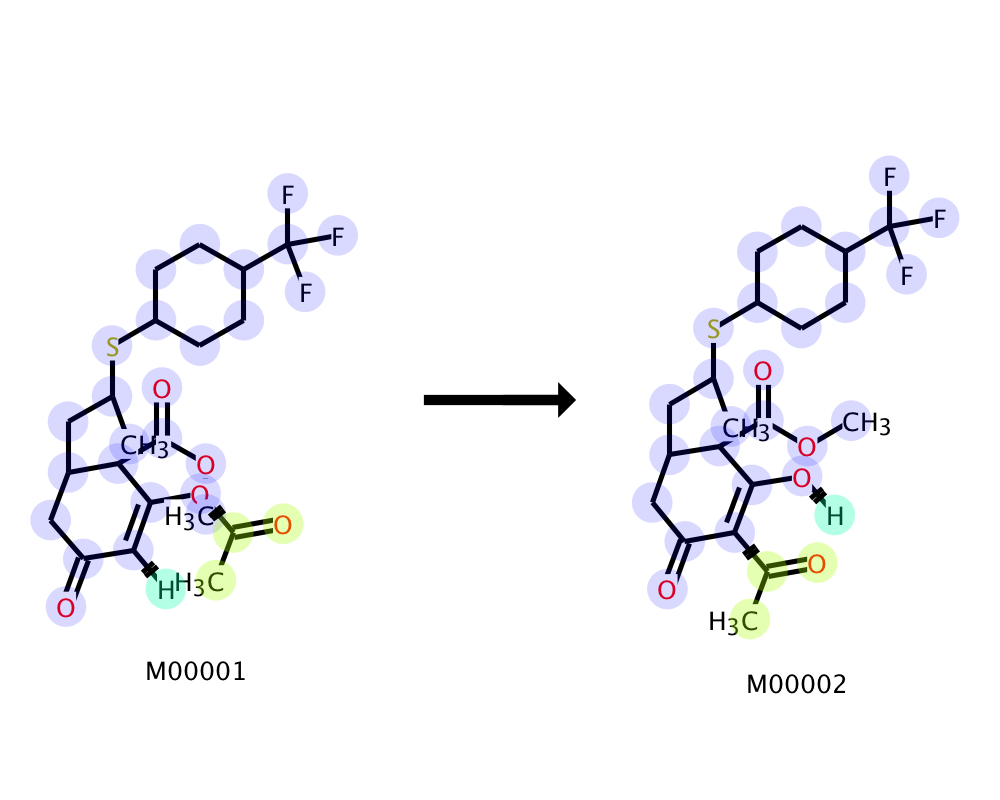 F F
F F
F F
S S
O O
CH3 CH3 CH3
O O
O O
H3C O H
H H3C O
O O
H3C
M00001 M00002